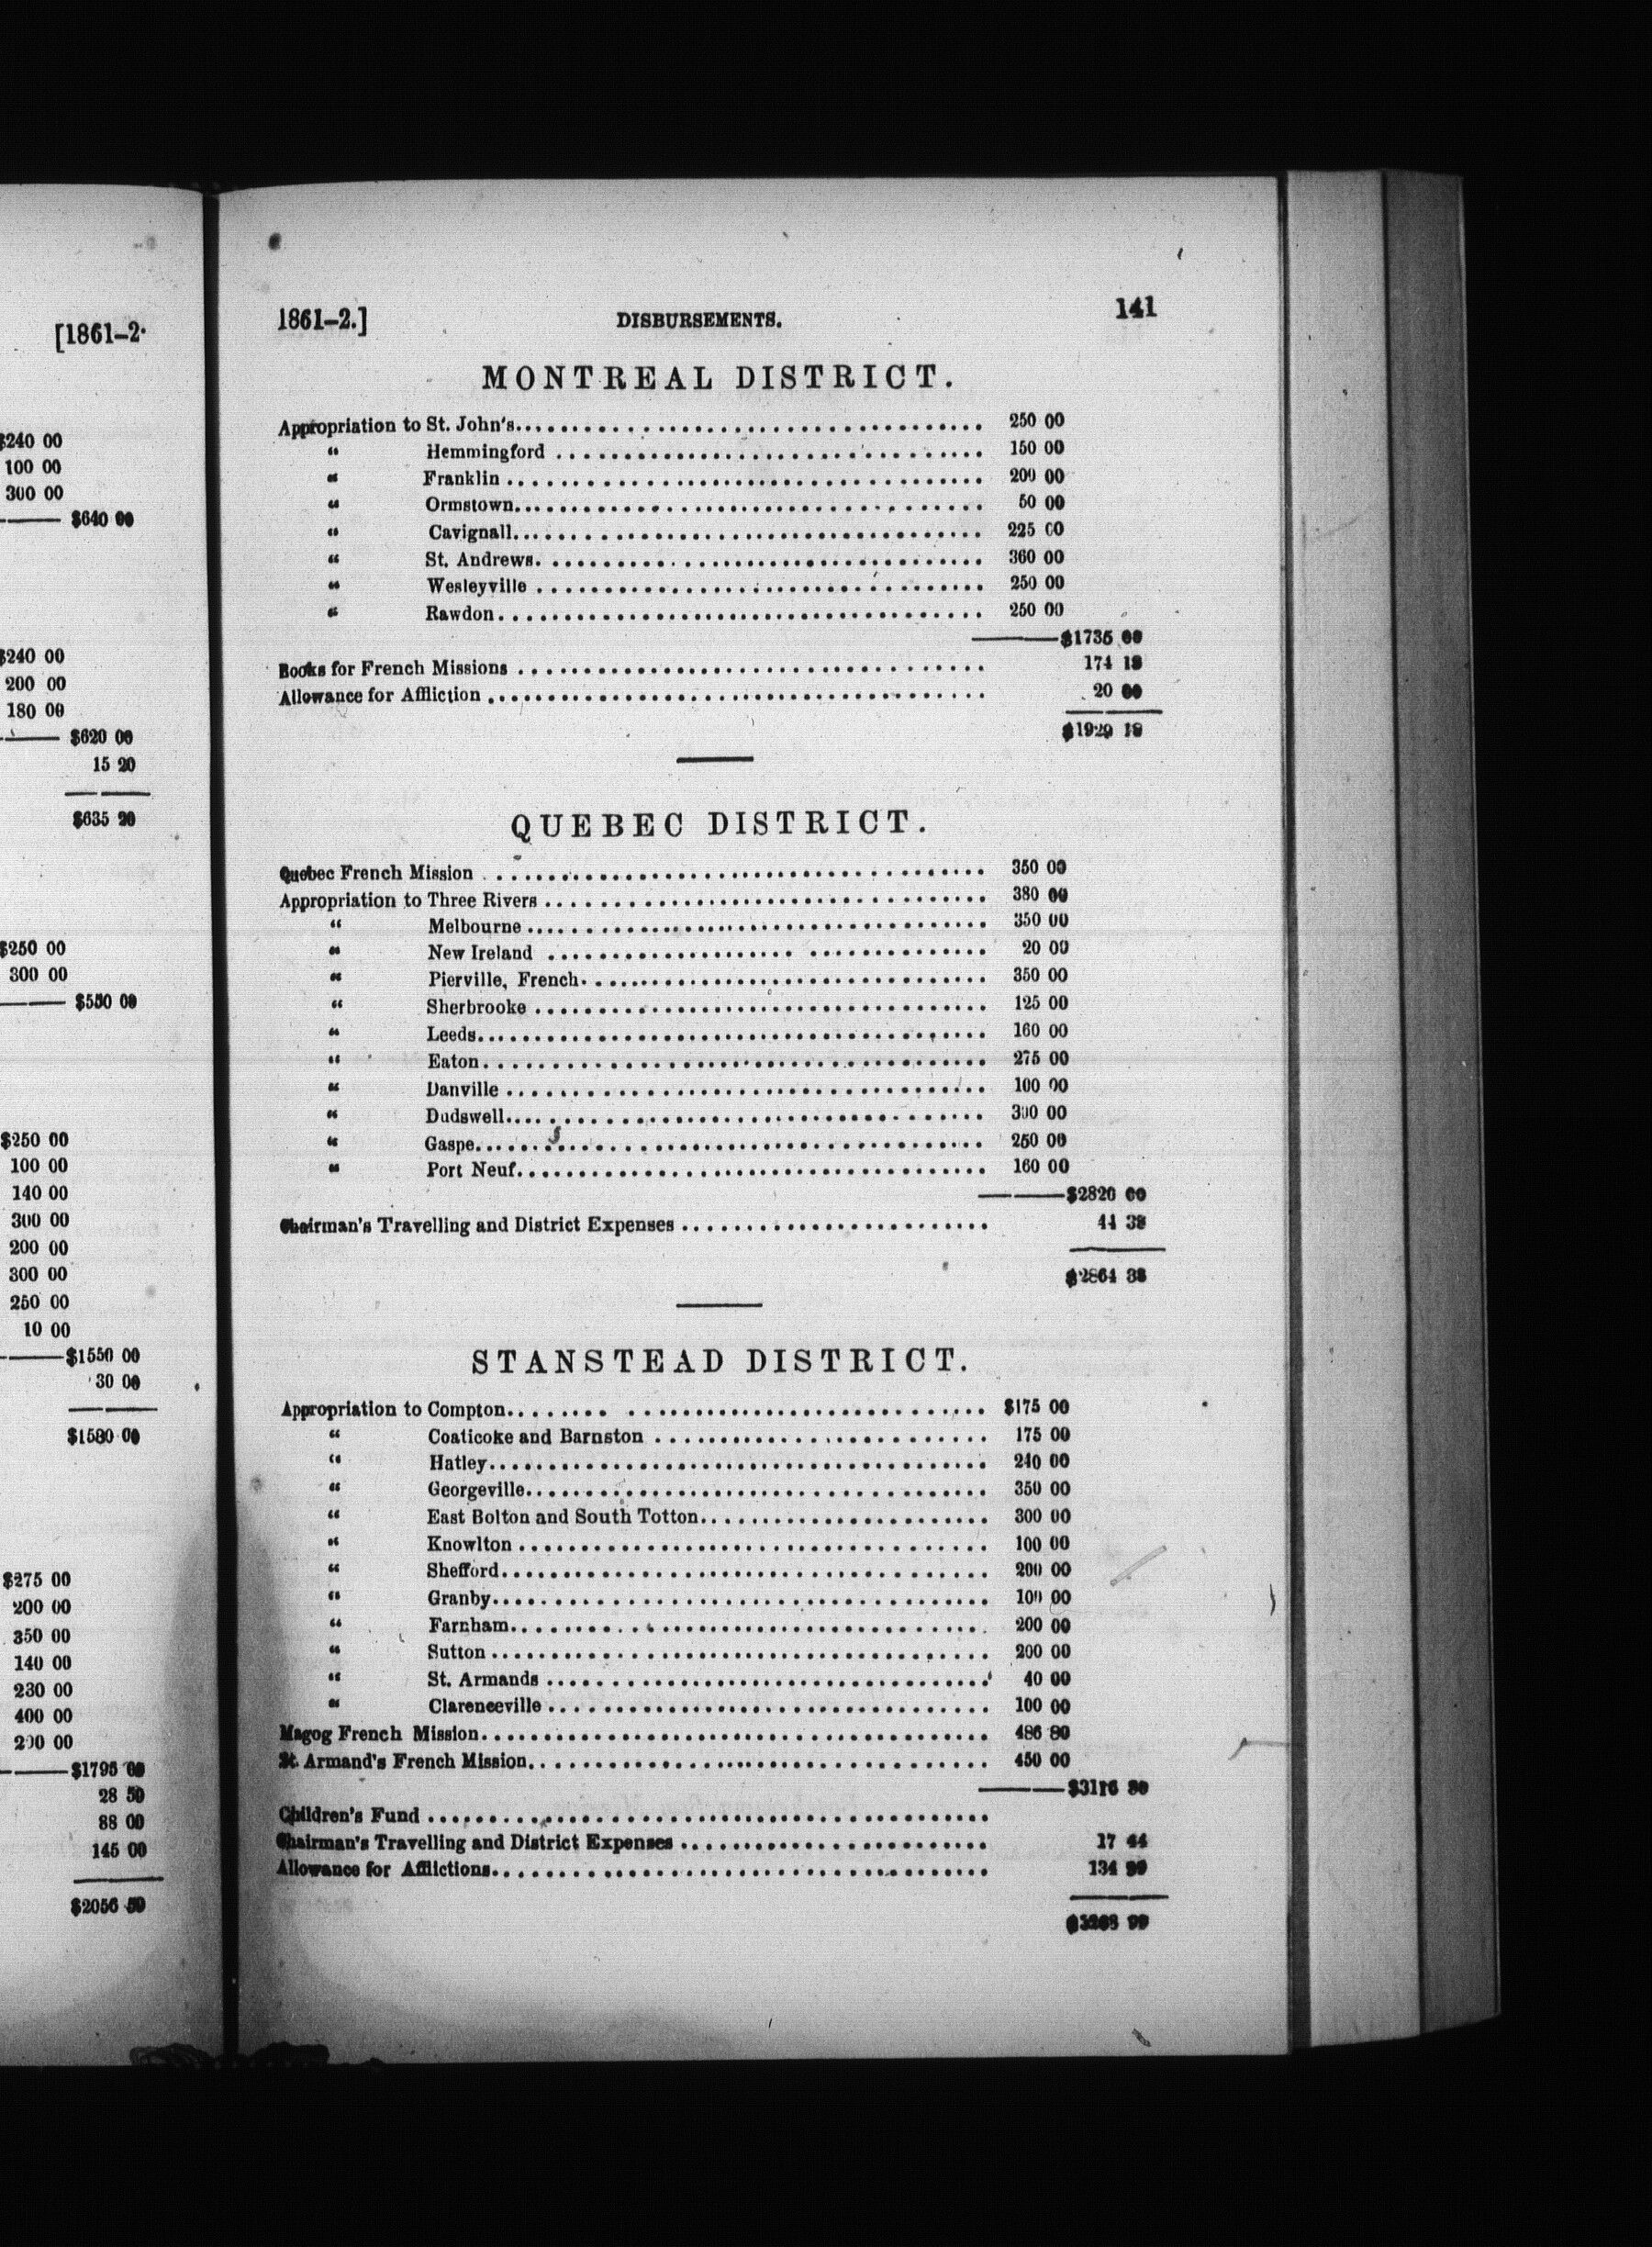 [1861-2.
$240 00
100 00
300 00
$640 00
$240 00
200 00
180 00
$620 00
15 20
$635 20
$250 00
300 00
$550 00
$250 00
100 00
140 00
300 00
200 00
300 00
250 00
10 00
$1550 00
30 00
$1580 00
$275 00
200 00
350 00
140 00
230 00
400 00
200 00
$1795 00
28 50
88 00
145 00
$2056 50
1861-2.] DISBURSEMENTS. 141
MONTREAL DISTRICT.
Appropriation to St. John's 250 00
" Hemmingford 150 00
" Franklin 200 00
" Ormstown 50 00
" Cavignall 225 00
" St. Andrews 360 00
" Wesleyville 250 00
" Rawdon 250 00
$1735 00
Books for French Missions 174 18
Allowance for Affliction 20 00
$1929 18
QUEBEC DISTRICT.
Quebec French Mission 350 00
Appropriation to Three Rivers 380 00
" Melbourne 350 00
" New Ireland 20 00
" Pierville, French 350 00
" Sherbrooke 125 00
" Leeds 160 00
" Eaton 275 00
" Danville 100 00
" Dudswell 300 00
" Gaspe 250 00
" Port Neuf 160 00
$2820 00
Chairman's Travelling and District Expenses 44 38
$2864 38
STANSTEAD DISTRICT.
Appropriation to Compton $175 00
" Coaticoke and Barnston 175 00
" Hatley 240 00
" Georgeville 350 00
" East Bolton and South Totton 300 00
" Knowlton 100 00
" Shefford 200 00
" Granby 100 00
" Farnham 200 00
" Sutton 200 00
" St. Armands 40 00
" Clarenceville 100 00
Magog French Mission 486 80
St. Armand's French Mission 450 00
$3116 80
Children's Fund
Chairman's Travelling and District Expenses 17 44
Allowance for Afflictions 134